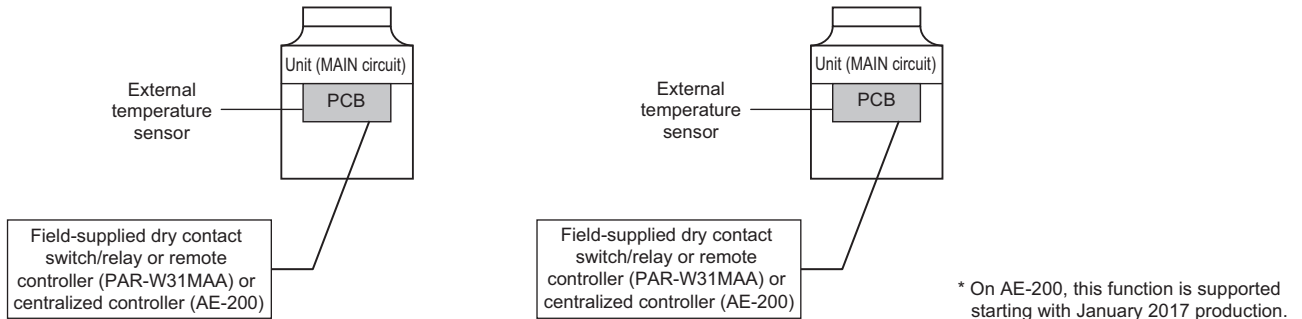 Unit (MAIN circuit)
PCB
External
temperature
sensor
Field-supplied dry contact
switch/relay or remote
controller (PAR-W31MAA) or
centralized controller (AE-200)
Unit (MAIN circuit)
PCB
External
temperature
sensor
Field-supplied dry contact
switch/relay or remote
controller (PAR-W31MAA) or
centralized controller (AE-200)
* On AE-200, this function is supported
starting with January 2017 production.